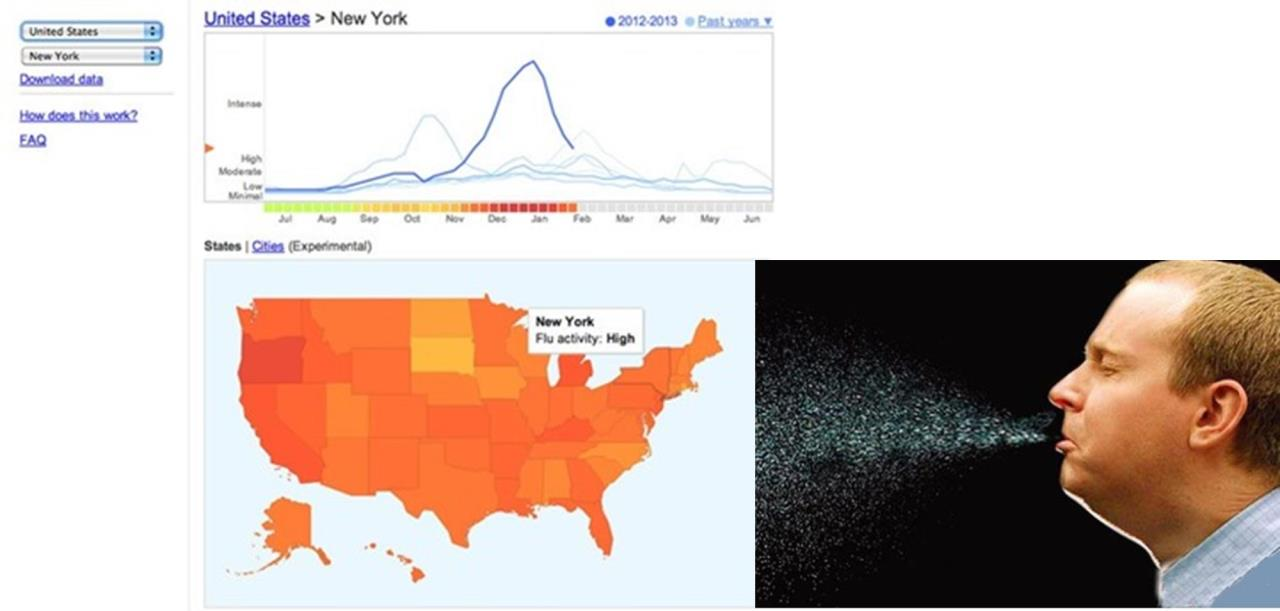 United States
New York
Download data
How does this work?
FAQ
United States > New York
2012-2013 Past years ▼
Intense
High
Moderate
Low
Minimal
Jul Aug Sep Oct Nov Dec Jan Feb Mar Apr May Jun
States | Cities (Experimental)
New York
Flu activity: High